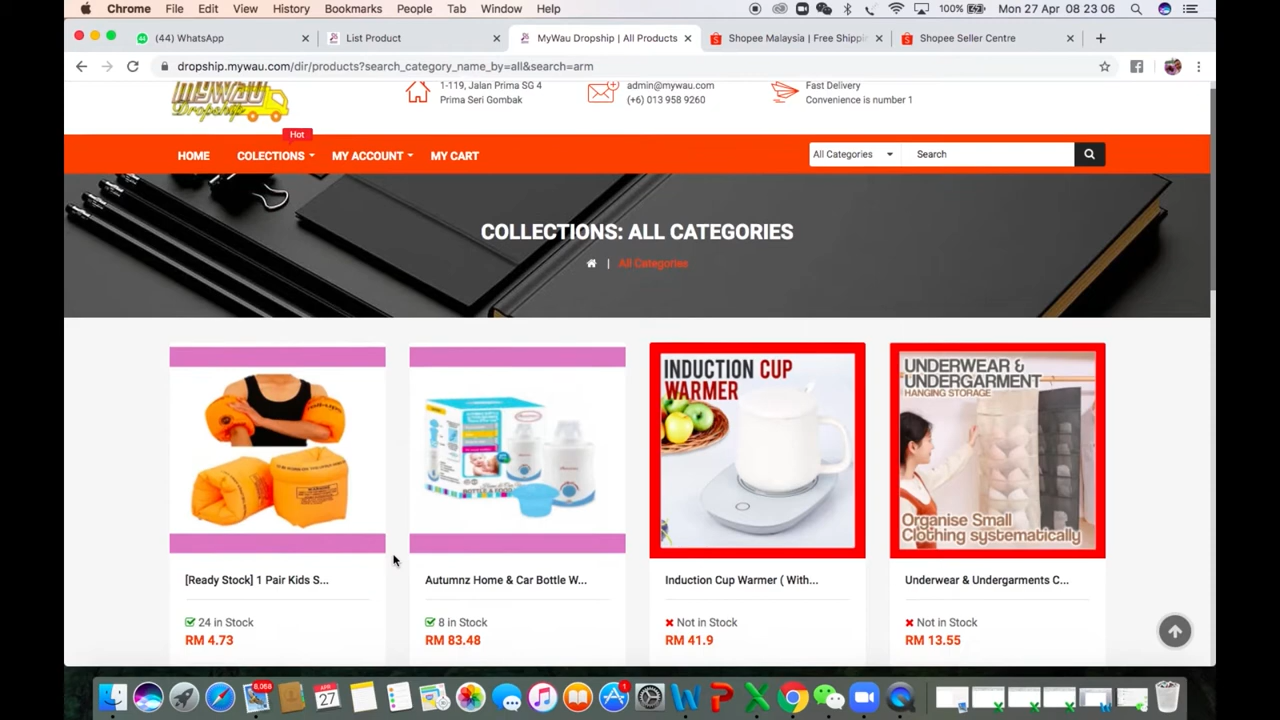 Chrome File Edit View History Bookmarks People Tab Window Help 100% Mon 27 Apr 08 23 06
(44) WhatsApp List Product MyWau Dropship | All Products Shopee Malaysia | Free Shippi Shopee Seller Centre
dropship.mywau.com/dir/products?search_category_name_by=all&search=arm
mywau
Dropship
1-119, Jalan Prima SG 4
Prima Seri Gombak
admin@mywau.com
(+6) 013 958 9260
Fast Delivery
Convenience is number 1
Hot
HOME COLECTIONS MY ACCOUNT MY CART All Categories Search
COLLECTIONS: ALL CATEGORIES
| All Categories
INDUCTION CUP
WARMER
UNDERWEAR &
UNDERGARMENT
HANGING STORAGE
Organise Small
Clothing systematically
[Ready Stock] 1 Pair Kids S... Autumnz Home & Car Bottle W... Induction Cup Warmer ( With... Underwear & Undergarments C...
24 in Stock 8 in Stock Not in Stock Not in Stock
RM 4.73 RM 83.48 RM 41.9 RM 13.55
8,068
APR
27
1